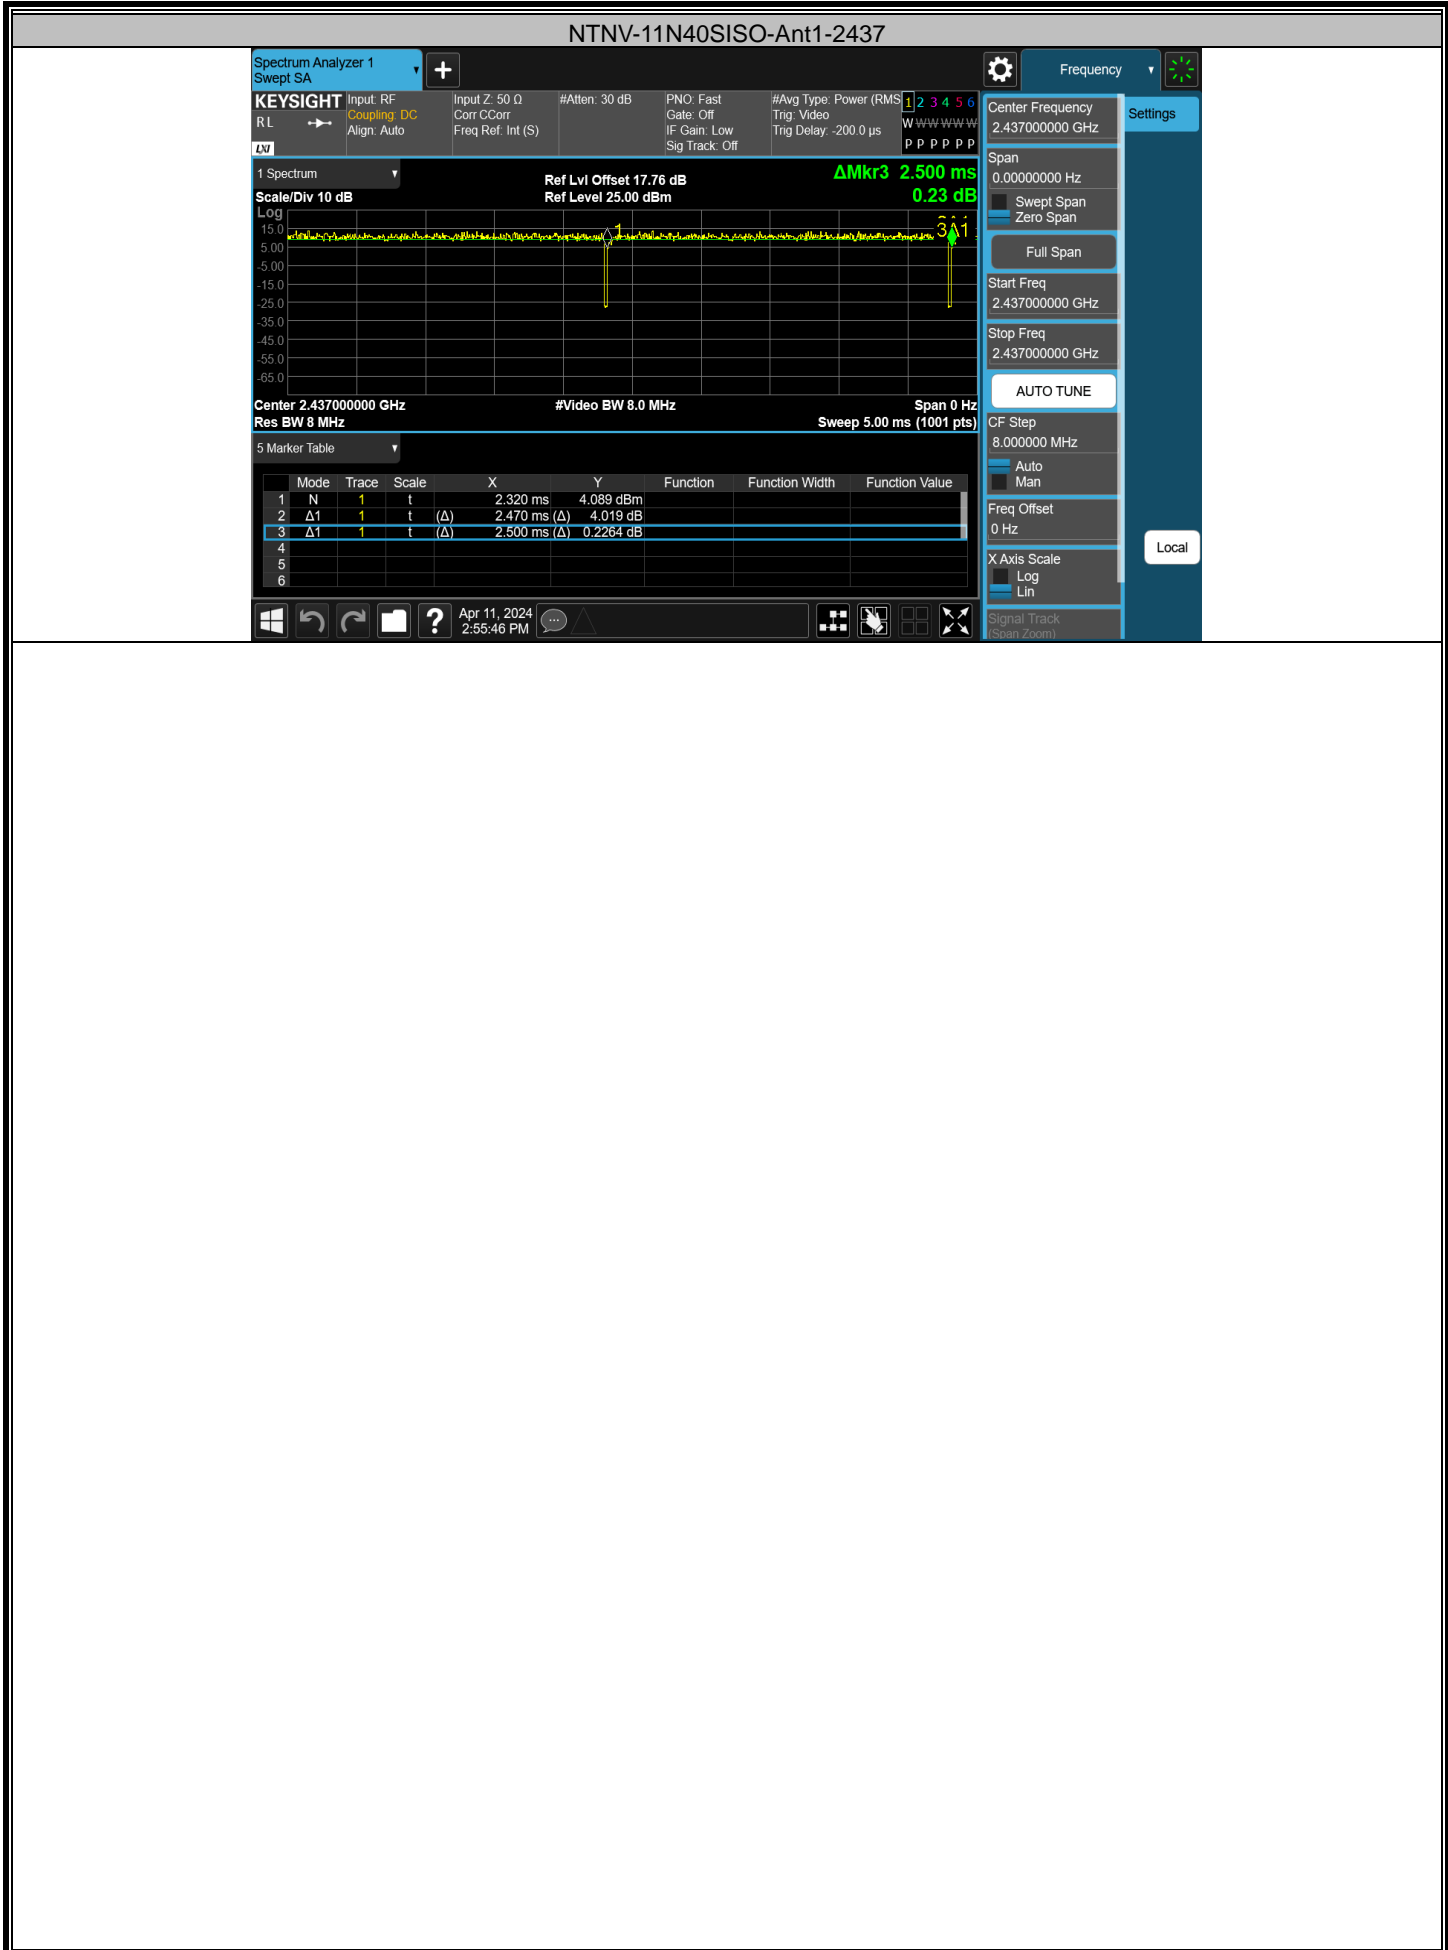 NTNV-11N40SISO-Ant1-2437
Spectrum Analyzer 1
Swept SA
Frequency
KEYSIGHT
RL
LXI
Input: RF
Coupling: DC
Align: Auto
Input Z: 50 Ω
Corr CCorr
Freq Ref: Int (S)
#Atten: 30 dB
PNO: Fast
Gate: Off
IF Gain: Low
Sig Track: Off
#Avg Type: Power (RMS
Trig: Video
Trig Delay: -200.0 µs
1 2 3 4 5 6
W W W W W W
P P P P P P
1 Spectrum
Scale/Div 10 dB
Ref Lvl Offset 17.76 dB
Ref Level 25.00 dBm
ΔMkr3 2.500 ms
0.23 dB
Log
15.0
5.00
-5.00
-15.0
-25.0
-35.0
-45.0
-55.0
-65.0
1
3Δ1
Center 2.437000000 GHz
#Video BW 8.0 MHz
Span 0 Hz
Res BW 8 MHz
Sweep 5.00 ms (1001 pts)
5 Marker Table
Mode Trace Scale X Y Function Function Width Function Value
1 N 1 t 2.320 ms 4.089 dBm
2 Δ1 1 t (Δ) 2.470 ms (Δ) 4.019 dB
3 Δ1 1 t (Δ) 2.500 ms (Δ) 0.2264 dB
4
5
6
Apr 11, 2024
2:55:46 PM
Center Frequency
2.437000000 GHz
Settings
Span
0.00000000 Hz
Swept Span
Zero Span
Full Span
Start Freq
2.437000000 GHz
Stop Freq
2.437000000 GHz
AUTO TUNE
CF Step
8.000000 MHz
Auto
Man
Freq Offset
0 Hz
X Axis Scale
Log
Lin
Local
Signal Track
(Span Zoom)